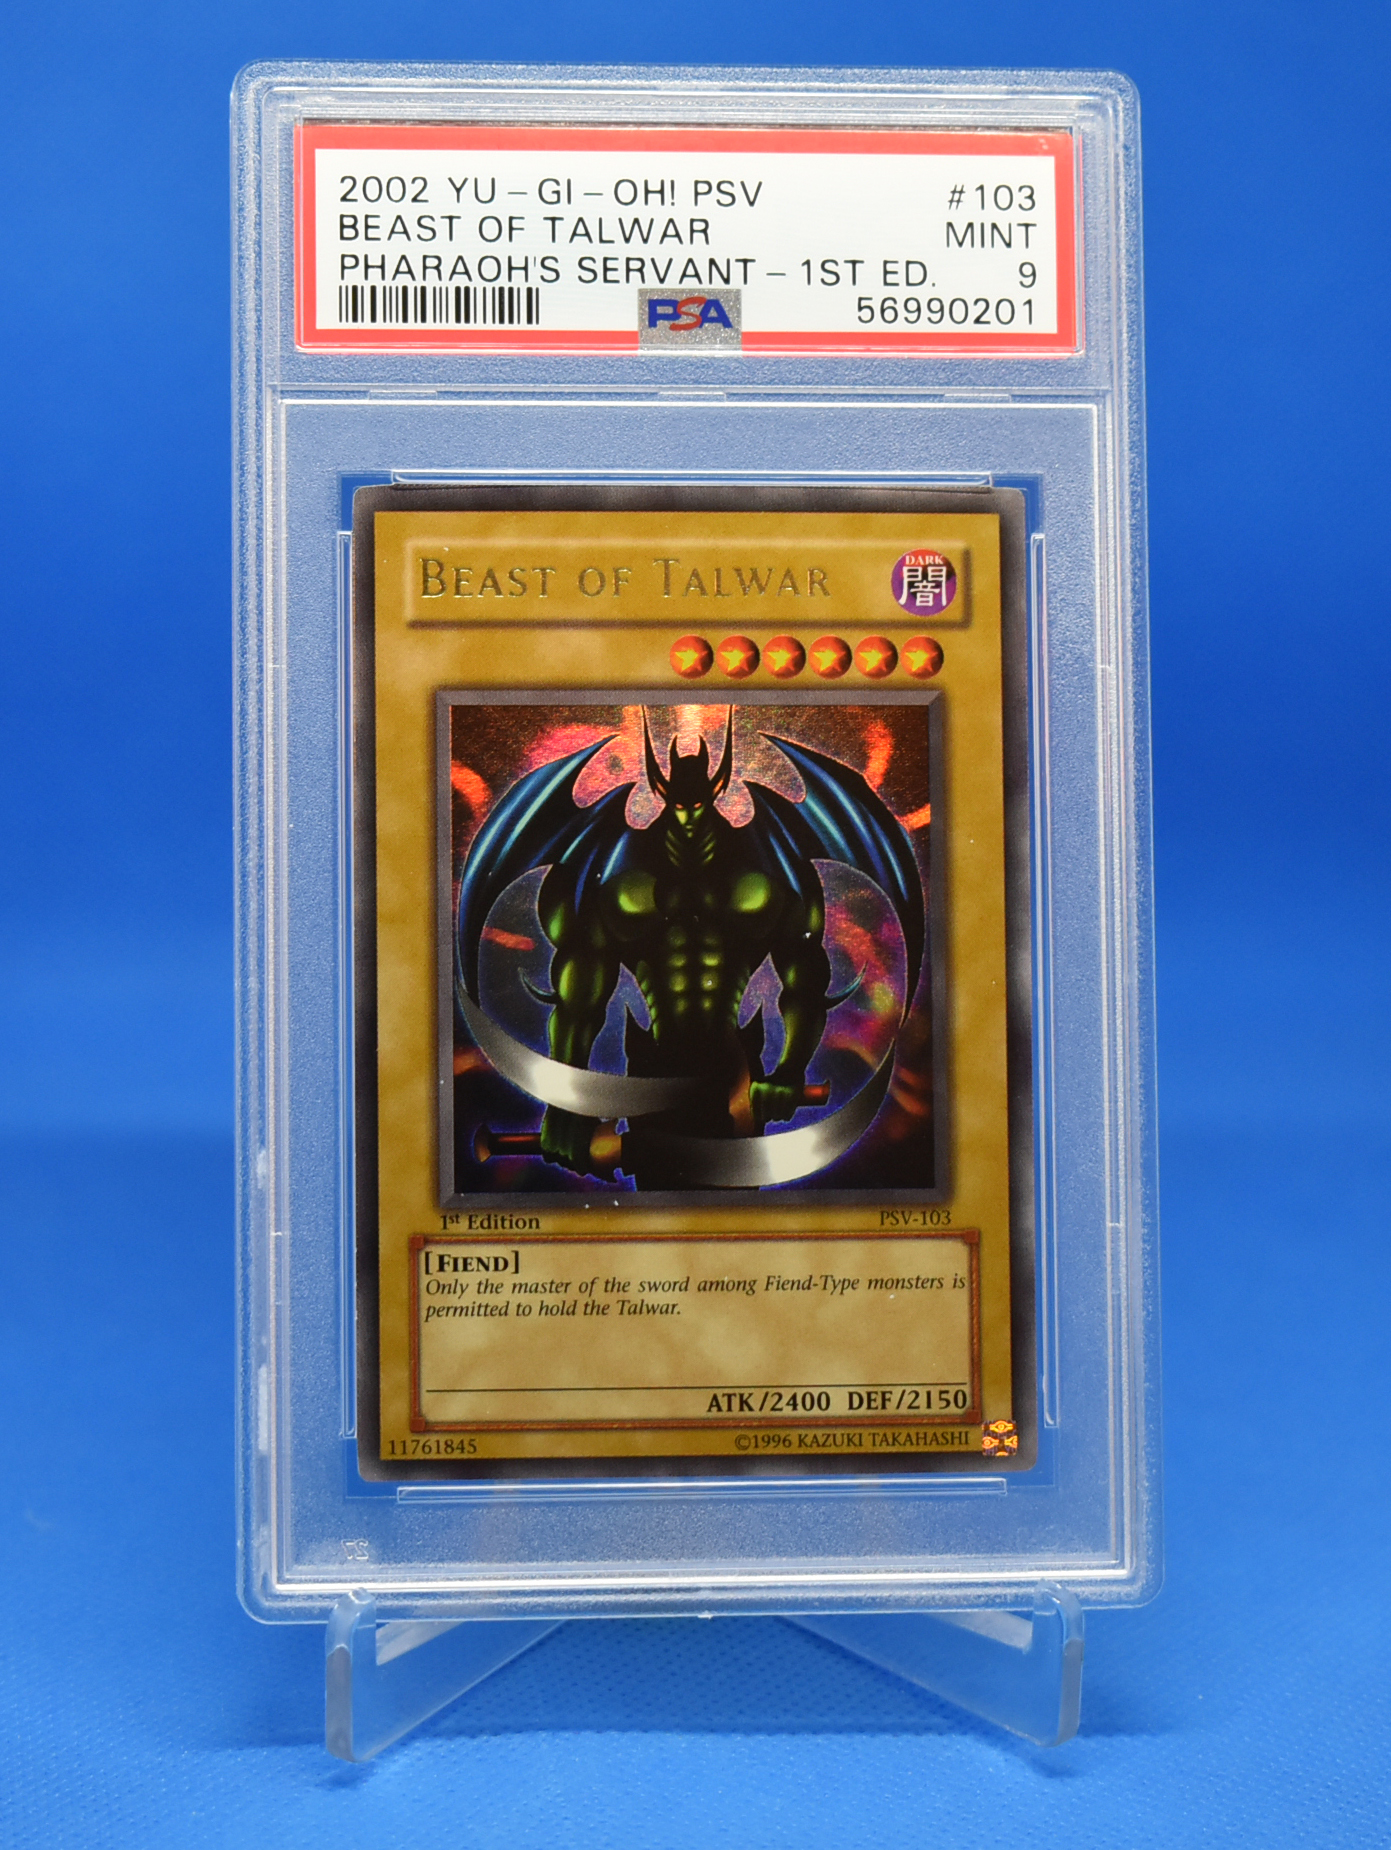 2002 YU-GI-OH! PSV #103
BEAST OF TALWAR MINT
PHARAOH'S SERVANT-1ST ED. 9
PSA 56990201
BEAST OF TALWAR
DARK
闇
1st Edition PSV-103
[FIEND]
Only the master of the sword among Fiend-Type monsters is
permitted to hold the Talwar.
ATK/2400 DEF/2150
11761845 ©1996 KAZUKI TAKAHASHI